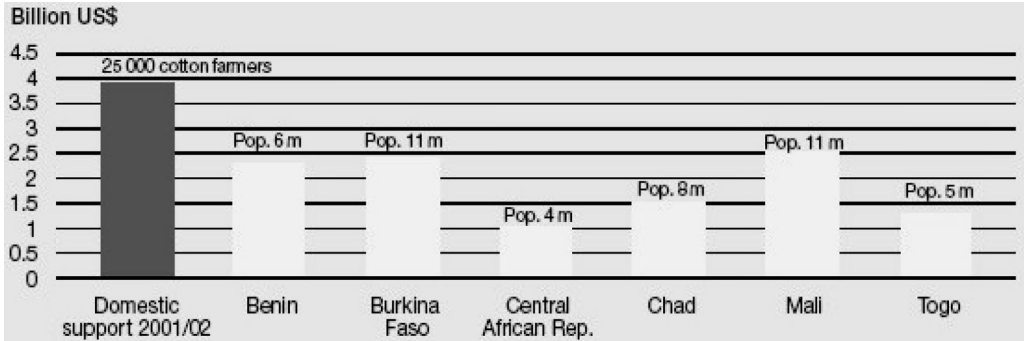 Billion US$
4.5
25 000 cotton farmers
4
3.5
3
Pop. 6 m
Pop. 11 m
Pop. 11 m
2.5
2
Pop. 8 m
Pop. 5 m
1.5
Pop. 4 m
1
0.5
0
Domestic
support 2001/02
Benin
Burkina
Faso
Central
African Rep.
Chad
Mali
Togo